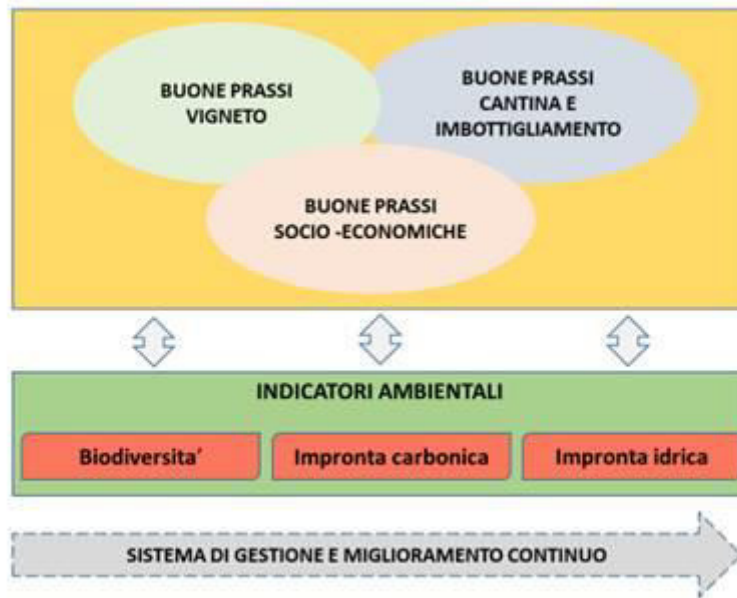 BUONE PRASSI
VIGNETO
BUONE PRASSI
CANTINA E
IMBOTTIGLIAMENTO
BUONE PRASSI
SOCIO -ECONOMICHE
INDICATORI AMBIENTALI
Biodiversita’
Impronta carbonica
Impronta idrica
SISTEMA DI GESTIONE E MIGLIORAMENTO CONTINUO